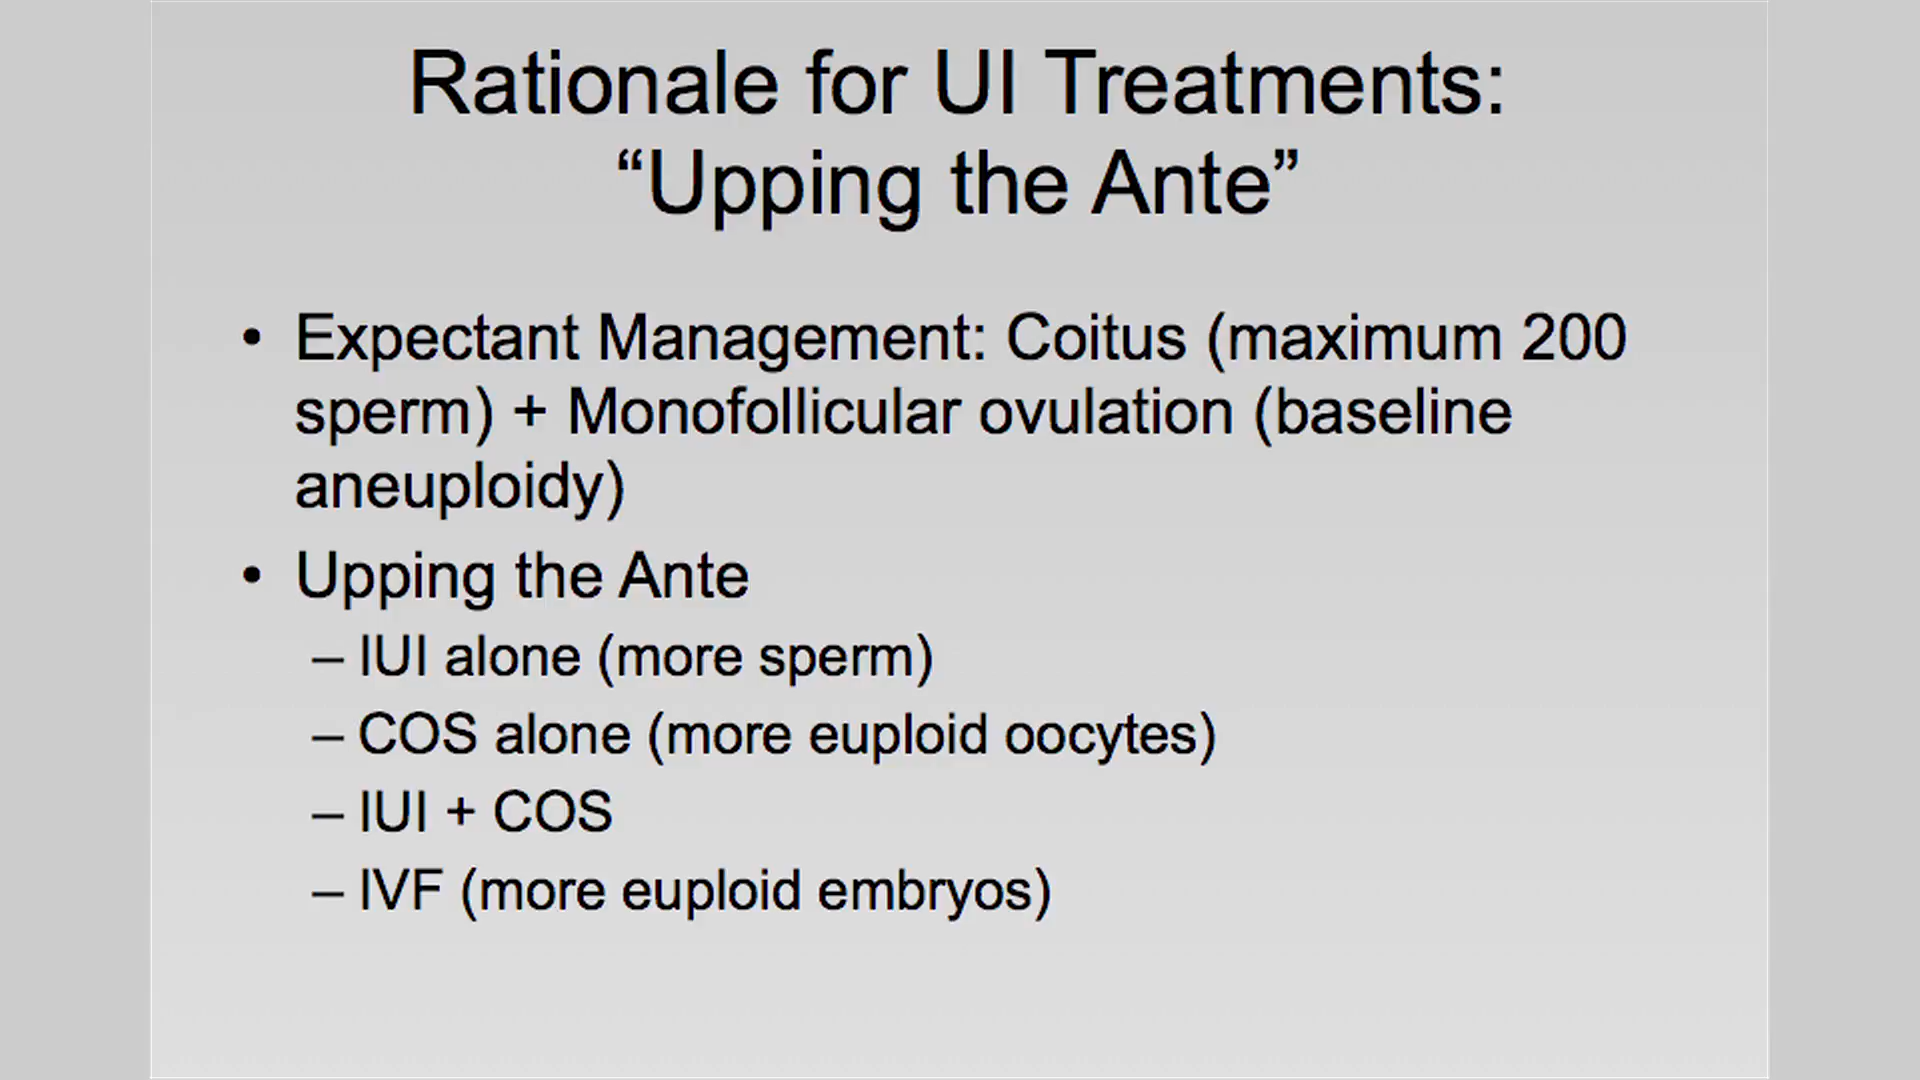 Rationale for UI Treatments:
“Upping the Ante”
• Expectant Management: Coitus (maximum 200
sperm) + Monofollicular ovulation (baseline
aneuploidy)
• Upping the Ante
– IUI alone (more sperm)
– COS alone (more euploid oocytes)
– IUI + COS
– IVF (more euploid embryos)